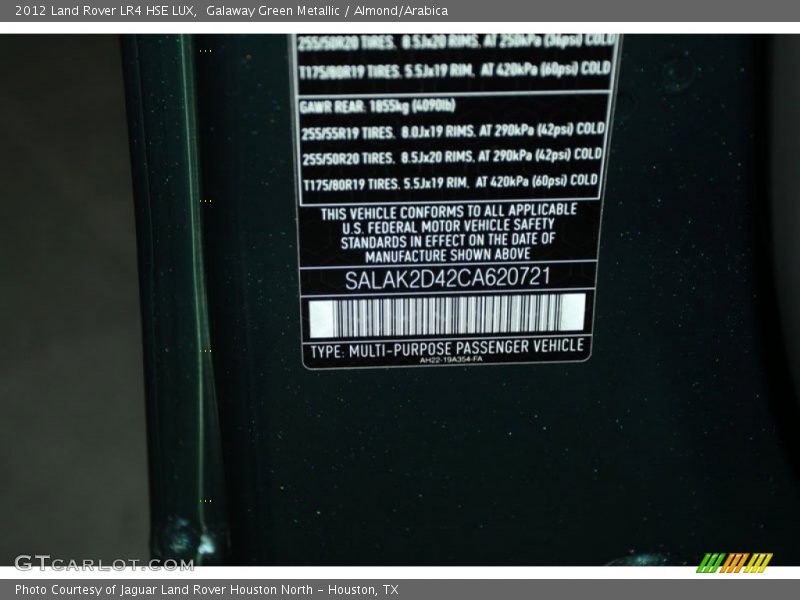 2012 Land Rover LR4 HSE LUX,  Galaway Green Metallic / Almond/Arabica
255/50R20 TIRES. 8.5Jx20 RIMS. AT 250kPa (36psi) COLD
T175/80R19 TIRES. 5.5Jx19 RIM. AT 420kPa (60psi) COLD
GAWR REAR: 1855kg (4090lb)
255/55R19 TIRES. 8.0Jx19 RIMS. AT 290kPa (42psi) COLD
255/50R20 TIRES. 8.5Jx20 RIMS. AT 290kPa (42psi) COLD
T175/80R19 TIRES. 5.5Jx19 RIM. AT 420kPa (60psi) COLD
THIS VEHICLE CONFORMS TO ALL APPLICABLE
U.S. FEDERAL MOTOR VEHICLE SAFETY
STANDARDS IN EFFECT ON THE DATE OF
MANUFACTURE SHOWN ABOVE
SALAK2D42CA620721
TYPE: MULTI-PURPOSE PASSENGER VEHICLE
AH22-19A354-FA
GTCARLOT.COM
Photo Courtesy of Jaguar Land Rover Houston North - Houston, TX